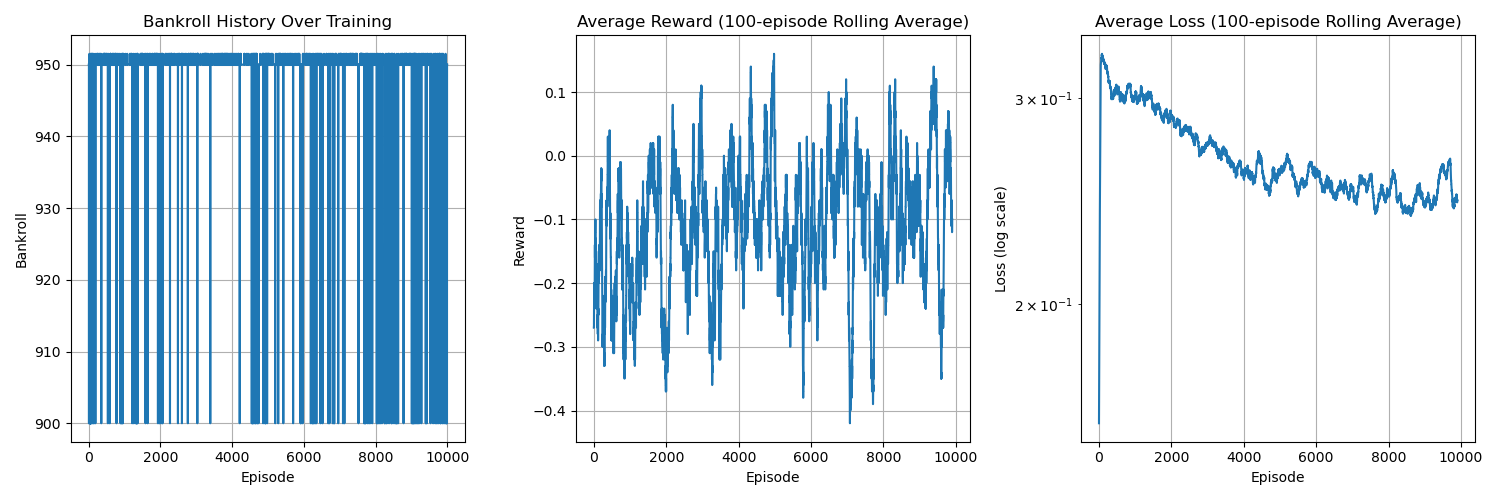 Bankroll History Over Training
950
940
930
920
910
900
Bankroll
0
2000
4000
6000
8000
10000
Episode
Average Reward (100-episode Rolling Average)
0.1
0.0
−0.1
−0.2
−0.3
−0.4
Reward
0
2000
4000
6000
8000
10000
Episode
Average Loss (100-episode Rolling Average)
3 × 10⁻¹
2 × 10⁻¹
Loss (log scale)
0
2000
4000
6000
8000
10000
Episode